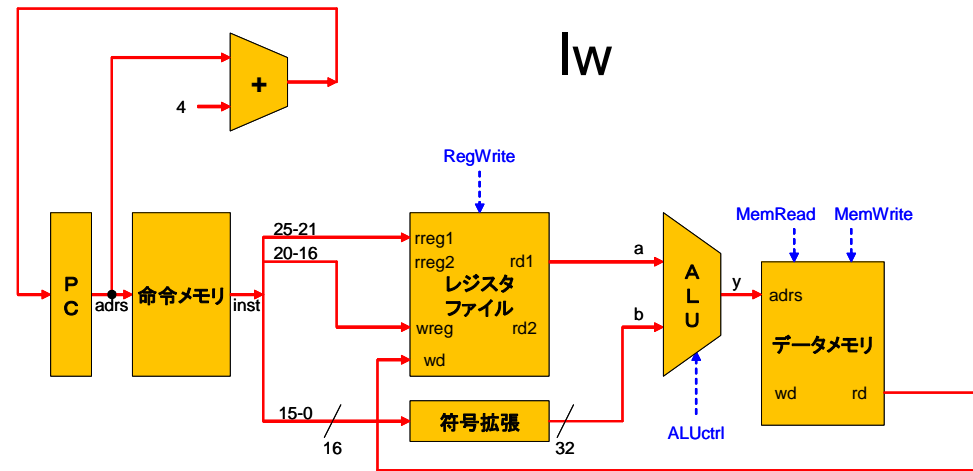 lw
+
4
RegWrite
25-21
20-16
rreg1
rreg2
rd1
レジスタ
ファイル
wreg
rd2
wd
PC
adrs
命令メモリ
inst
15-0
16
符号拡張
32
a
b
ALU
y
ALUctrl
MemRead
MemWrite
adrs
データメモリ
wd
rd